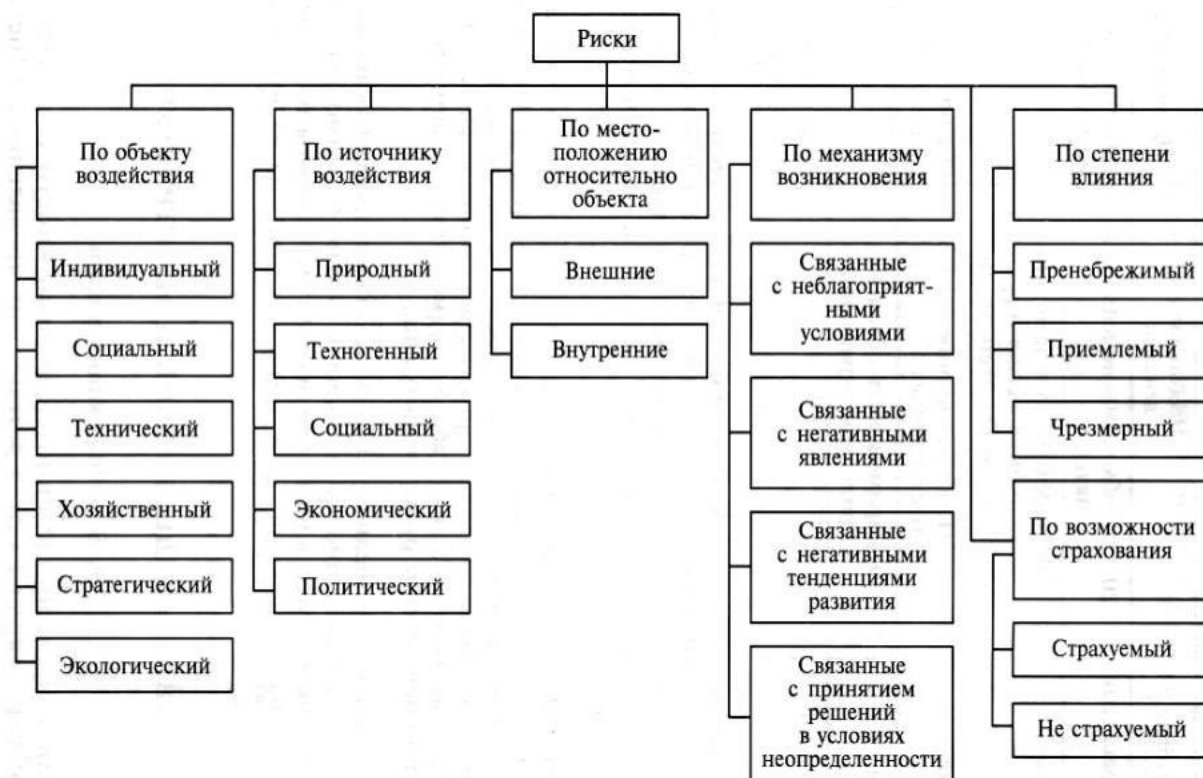 Риски
По объекту
воздействия
Индивидуальный
Социальный
Технический
Хозяйственный
Стратегический
Экологический
По источнику
воздействия
Природный
Техногенный
Социальный
Экономический
Политический
По место-
положению
относительно
объекта
Внешние
Внутренние
По механизму
возникновения
Связанные
с неблагоприят-
ными
условиями
Связанные
с негативными
явлениями
Связанные
с негативными
тенденциями
развития
Связанные
с принятием
решений
в условиях
неопределенности
По степени
влияния
Пренебрежимый
Приемлемый
Чрезмерный
По возможности
страхования
Страхуемый
Не страхуемый